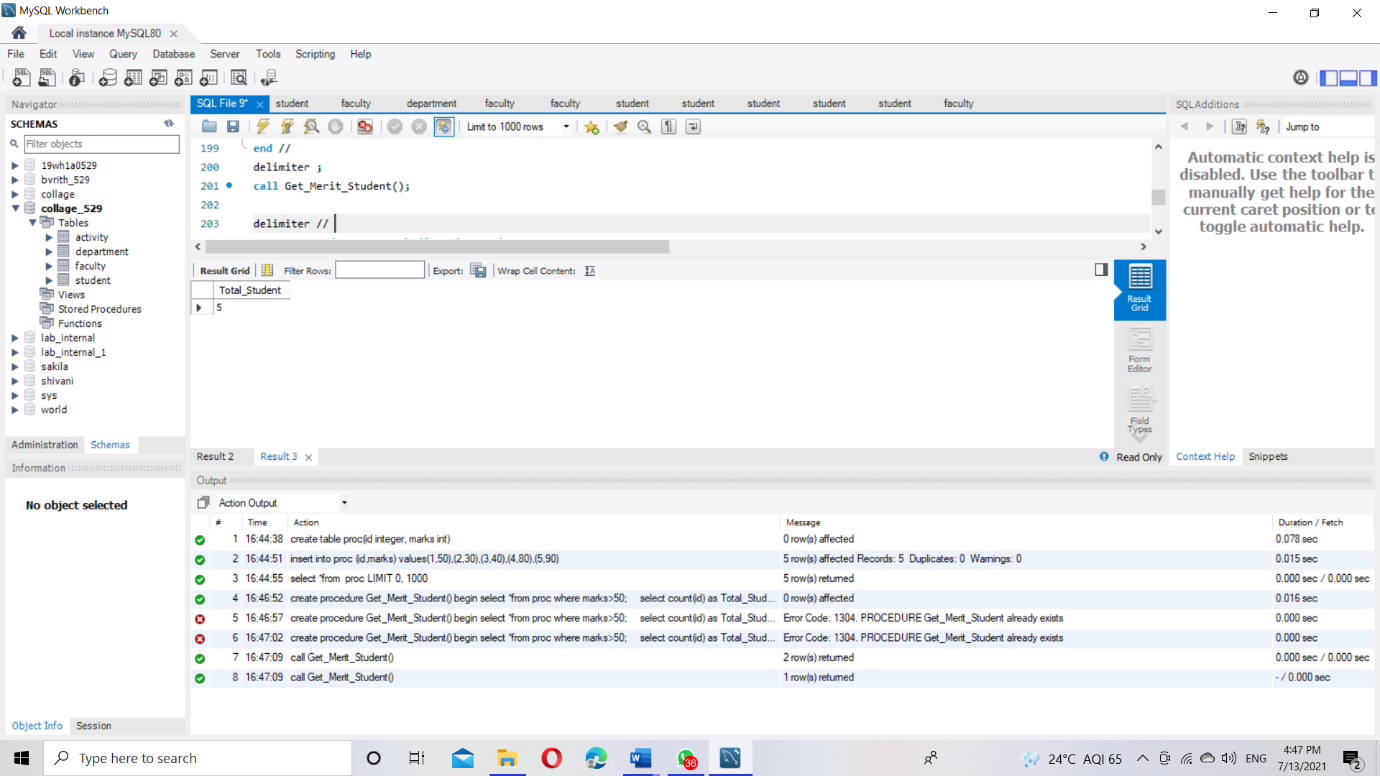 MySQL Workbench
Local instance MySQL80
File Edit View Query Database Server Tools Scripting Help
Navigator
SCHEMAS
Filter objects
19wh1a0529
bvrith_529
collage
collage_529
Tables
activity
department
faculty
student
Views
Stored Procedures
Functions
lab_internal
lab_internal_1
sakila
shivani
sys
world
Administration Schemas
Information
No object selected
Object Info Session
SQL File 9* student faculty department faculty faculty student student student student student faculty
Limit to 1000 rows
199 end //
200 delimiter ;
201 call Get_Merit_Student();
202
203 delimiter //
Result Grid Filter Rows: Export: Wrap Cell Content: IA
Total_Student
5
Result Grid
Form Editor
Field Types
Result 2 Result 3 Read Only
SQLAdditions
Jump to
Automatic context help is
disabled. Use the toolbar t
manually get help for the
current caret position or to
toggle automatic help.
Context Help Snippets
Output
Action Output
# Time Action Message Duration / Fetch
1 16:44:38 create table proc(id integer, marks int) 0 row(s) affected 0.078 sec
2 16:44:51 insert into proc (id,marks) values(1,50),(2,30),(3,40),(4,80),(5,90) 5 row(s) affected Records: 5 Duplicates: 0 Warnings: 0 0.015 sec
3 16:44:55 select *from proc LIMIT 0, 1000 5 row(s) returned 0.000 sec / 0.000 sec
4 16:46:52 create procedure Get_Merit_Student() begin select *from proc where marks>50; select count(id) as Total_Stud... 0 row(s) affected 0.016 sec
5 16:46:57 create procedure Get_Merit_Student() begin select *from proc where marks>50; select count(id) as Total_Stud... Error Code: 1304. PROCEDURE Get_Merit_Student already exists 0.000 sec
6 16:47:02 create procedure Get_Merit_Student() begin select *from proc where marks>50; select count(id) as Total_Stud... Error Code: 1304. PROCEDURE Get_Merit_Student already exists 0.000 sec
7 16:47:09 call Get_Merit_Student() 2 row(s) returned 0.000 sec / 0.000 sec
8 16:47:09 call Get_Merit_Student() 1 row(s) returned - / 0.000 sec
Type here to search
36
24°C AQI 65
ENG
4:47 PM
7/13/2021
2